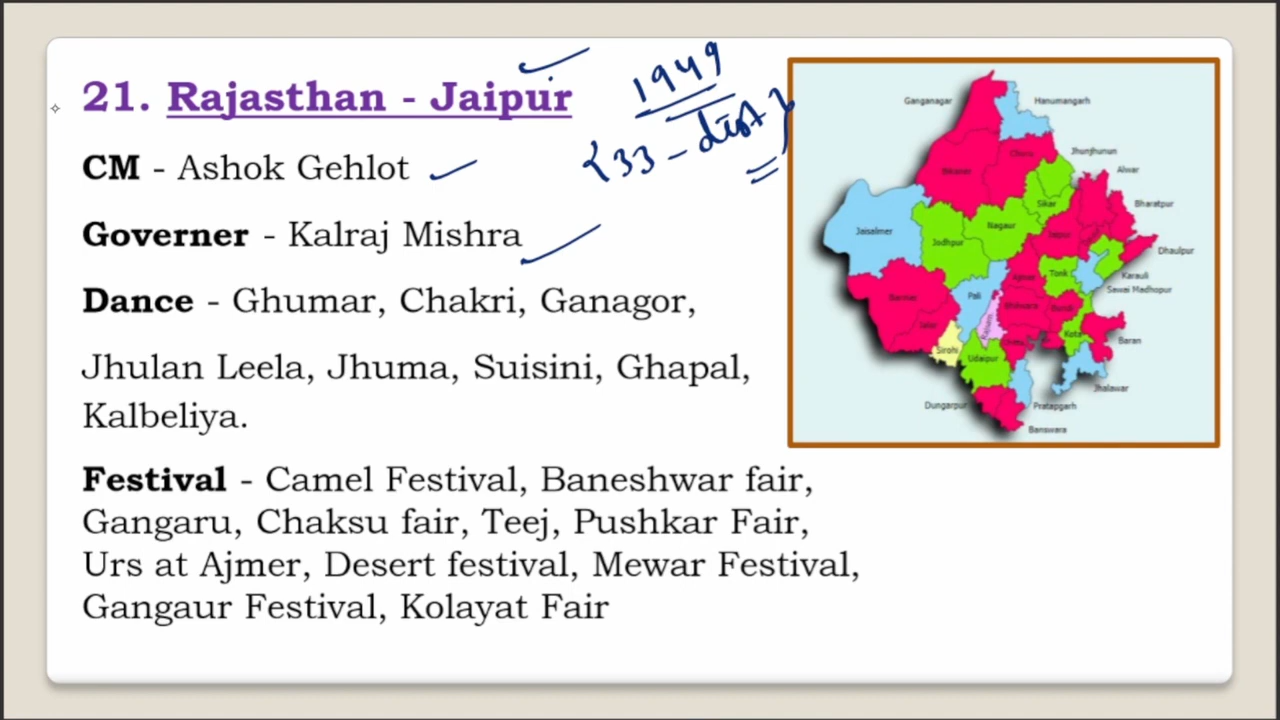 21. Rajasthan - Jaipur
1949
{33 - dist}
CM - Ashok Gehlot
Governer - Kalraj Mishra
Dance - Ghumar, Chakri, Ganagor,
Jhulan Leela, Jhuma, Suisini, Ghapal,
Kalbeliya.
Festival - Camel Festival, Baneshwar fair,
Gangaru, Chaksu fair, Teej, Pushkar Fair,
Urs at Ajmer, Desert festival, Mewar Festival,
Gangaur Festival, Kolayat Fair
Ganganagar
Hanumangarh
Churu
Jhunjhunun
Bikaner
Alwar
Sikar
Bharatpur
Nagaur
Jaisalmer
Jodhpur
Jaipur
Dhaulpur
Ajmer
Tonk
Karauli
Sawai Madhopur
Barmer
Pali
Bhilwara
Bundi
Jalor
Kota
Baran
Sirohi
Udaipur
Jhalawar
Dungarpur
Pratapgarh
Banswara